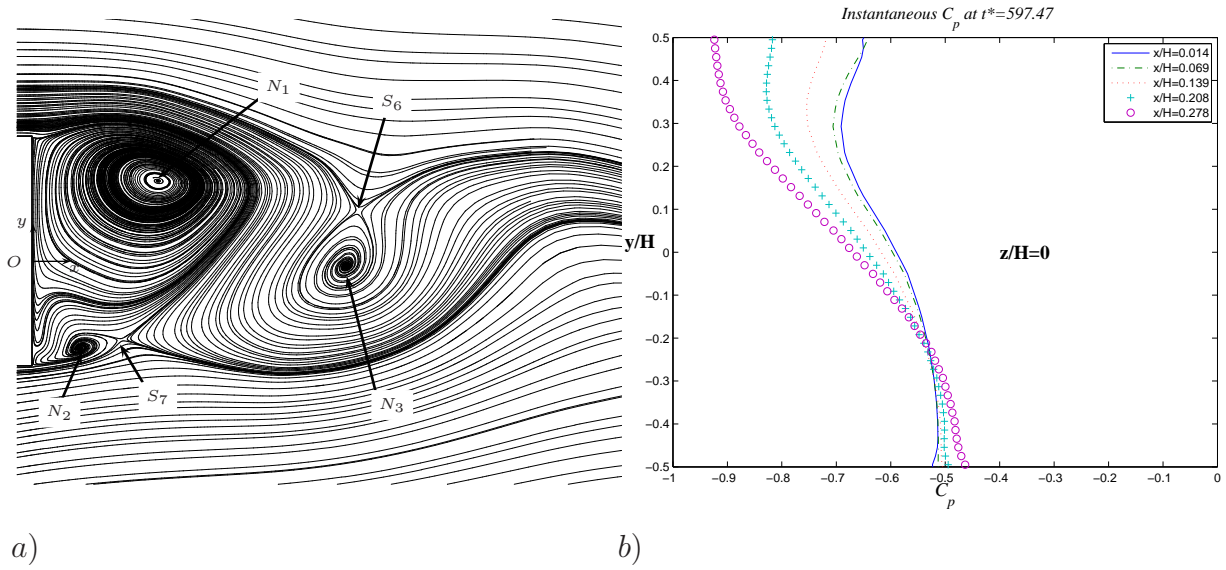 N₁
S₆
y
O
x
N₂
S₇
N₃
a)
Instantaneous C_p at t*=597.47
0.5
0.4
0.3
0.2
0.1
0
−0.1
−0.2
−0.3
−0.4
−0.5
y/H
x/H=0.014
x/H=0.069
x/H=0.139
x/H=0.208
x/H=0.278
z/H=0
−1 −0.9 −0.8 −0.7 −0.6 −0.5 −0.4 −0.3 −0.2 −0.1 0
C_p
b)